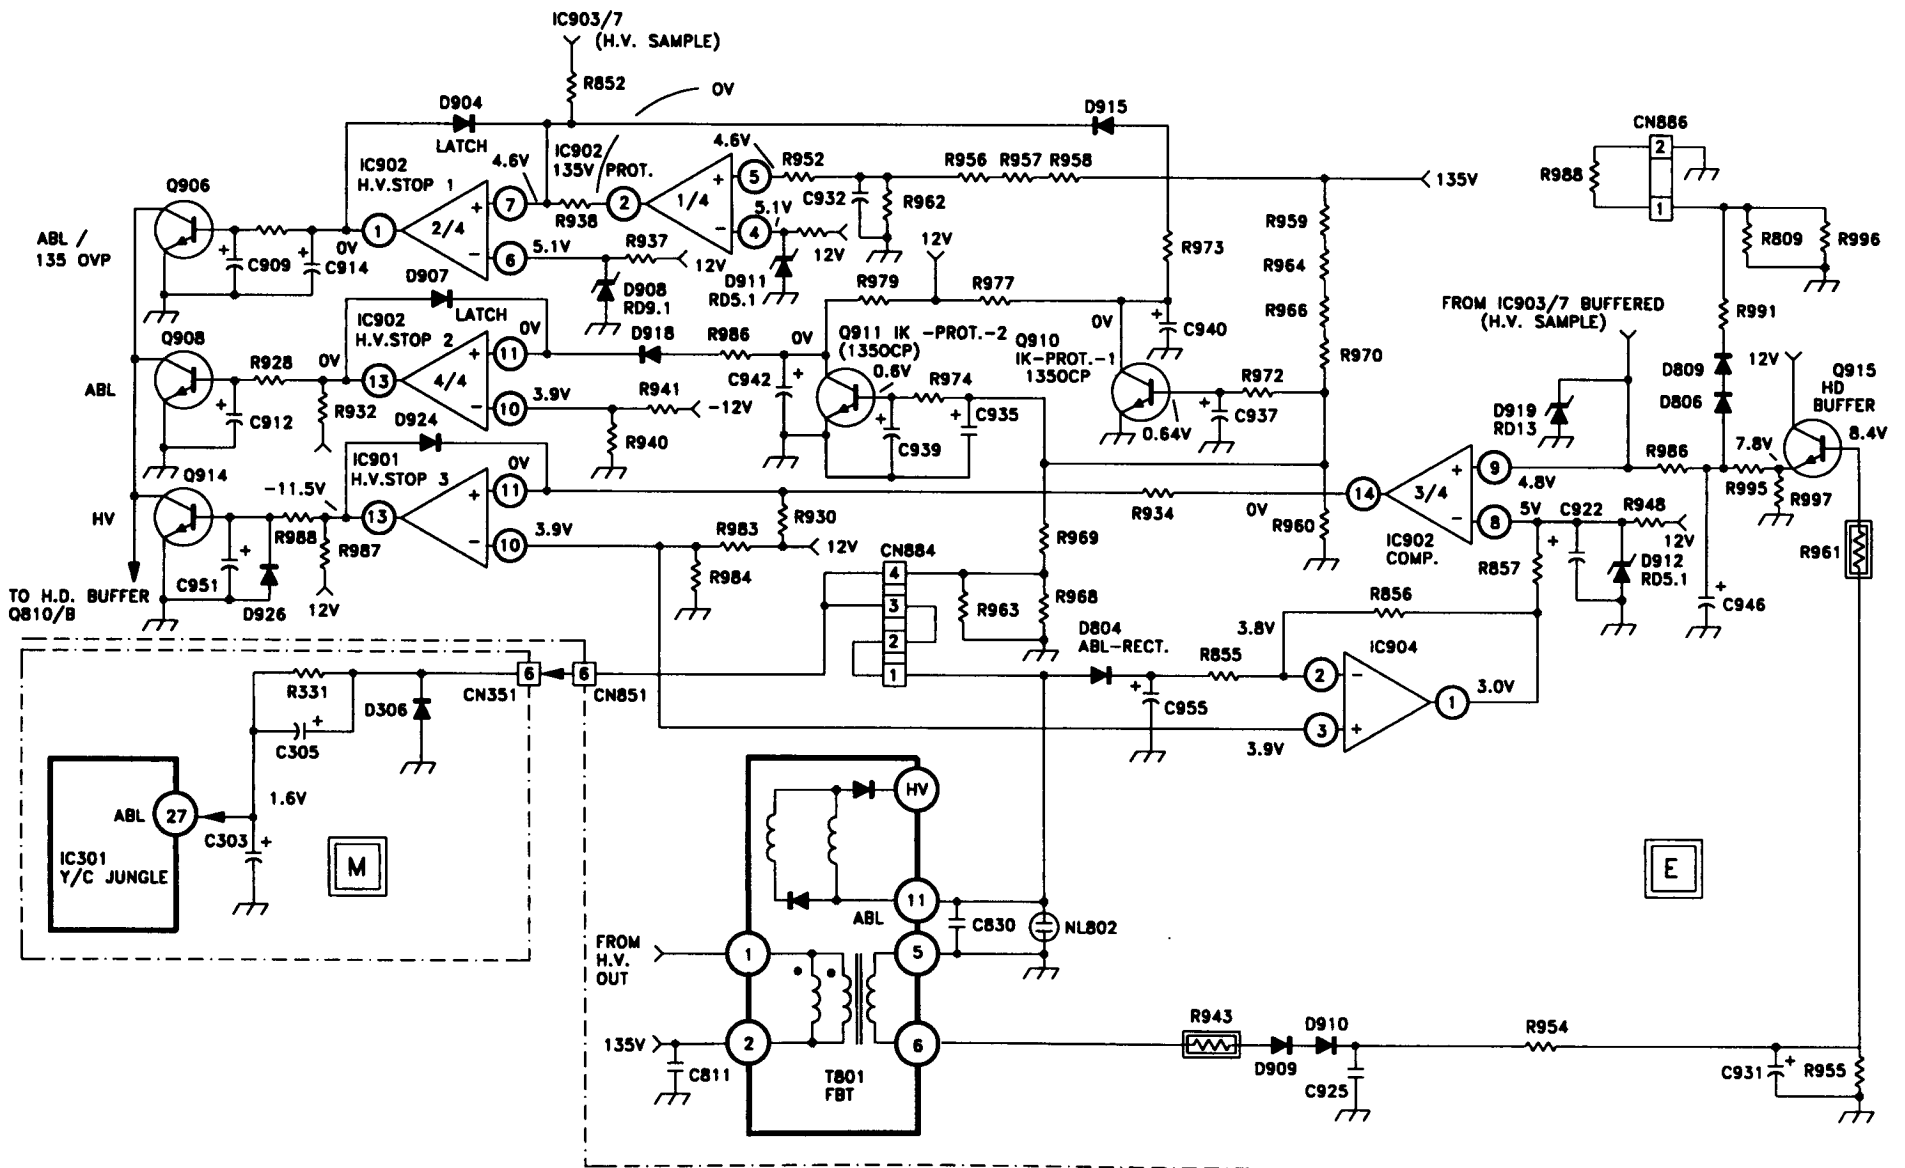 IC903/7
(H.V. SAMPLE)
R852
0V
D904
LATCH
D915
CN886
2
1
R988
IC902
H.V.STOP 1
4.6V
IC902
135V
PROT.
4.6V
R952
R956 R957 R958
135V
Q906
+
2/4
-
7
R938
2
+
1/4
-
5
5.1V
4
C932
R962
R959
R809
R996
ABL /
135 OVP
+
C909
+
C914
0V
1
6
5.1V
R937
12V
12V
12V
R973
R964
D907
LATCH
D908
RD9.1
D911
RD5.1
R979
R977
FROM IC903/7 BUFFERED
(H.V. SAMPLE)
R966
R991
Q908
IC902
H.V.STOP 2
0V
D918
R986
0V
Q911 IK -PROT.-2
(135OCP)
0.6V
Q910
IK-PROT.-1
135OCP
0V
+
C940
R970
12V
Q915
HD
BUFFER
D809
R928
0V
13
+
4/4
-
11
10
3.9V
R941
-12V
C942
+
R974
R972
D919
RD13
D806
ABL
+
C912
R932
D924
R940
+
C939
+
C935
0.64V
+
C937
7.8V
8.4V
IC901
H.V.STOP 3
0V
+
3/4
-
9
4.8V
R986
R995
R997
Q914
-11.5V
13
+
-
11
10
3.9V
R930
R934
14
0V
R960
8
5V
C922
R948
12V
HV
R988
R987
R983
12V
IC902
COMP.
+
R857
D912
RD5.1
R961
+
C951
D926
12V
R984
CN884
4
3
2
1
R969
R963
R968
R856
+
C946
TO H.D. BUFFER
Q810/B
D804
ABL-RECT.
3.8V
R855
IC904
R331
CN351
6
6
CN851
2
-
+
1
3.0V
D306
+
C955
C305
+
3
3.9V
1.6V
HV
ABL
27
C303
+
IC301
Y/C JUNGLE
M
E
11
ABL
C830
NL802
FROM
H.V.
OUT
1
5
135V
2
6
C811
T801
FBT
R943
D909
D910
C925
R954
C931
+
R955